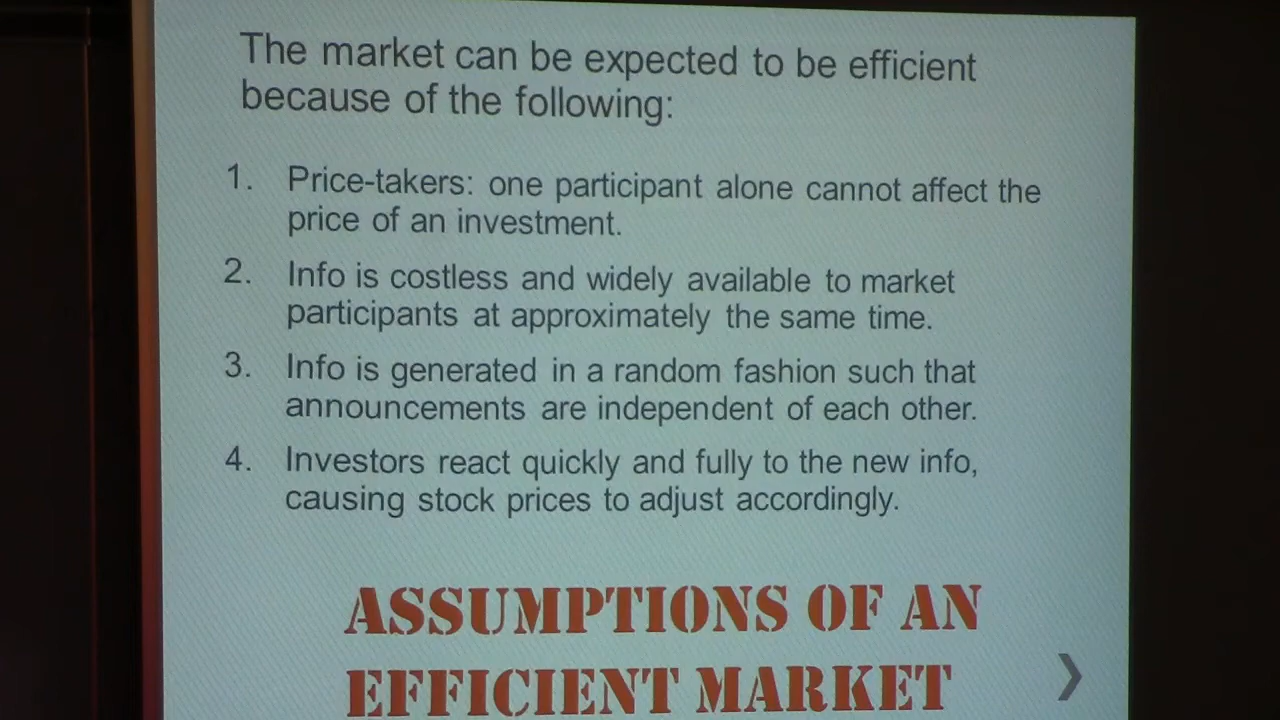 The market can be expected to be efficient
because of the following:
1. Price-takers: one participant alone cannot affect the
price of an investment.
2. Info is costless and widely available to market
participants at approximately the same time.
3. Info is generated in a random fashion such that
announcements are independent of each other.
4. Investors react quickly and fully to the new info,
causing stock prices to adjust accordingly.
ASSUMPTIONS OF AN
EFFICIENT MARKET